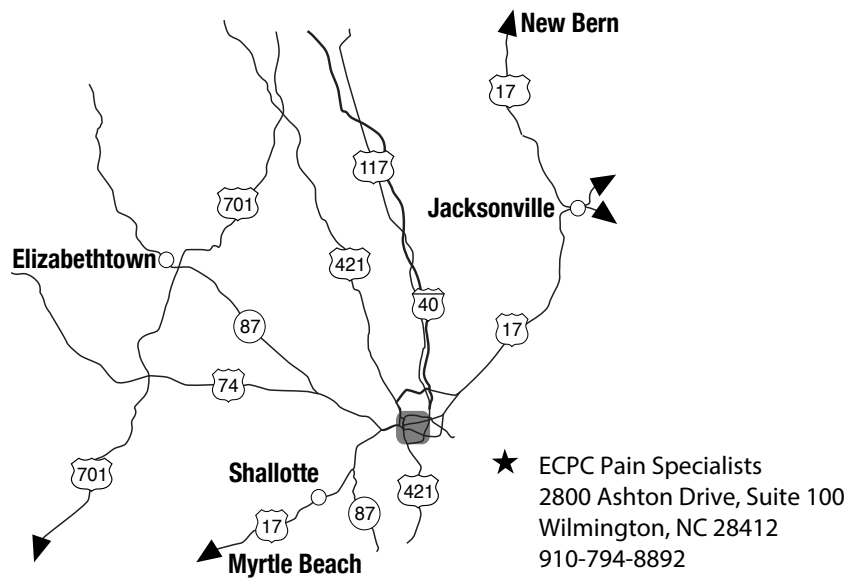 New Bern
17
117
701
Jacksonville
Elizabethtown
421
40
87
17
74
701
Shallotte
421
17
87
Myrtle Beach
ECPC Pain Specialists
2800 Ashton Drive, Suite 100
Wilmington, NC 28412
910-794-8892